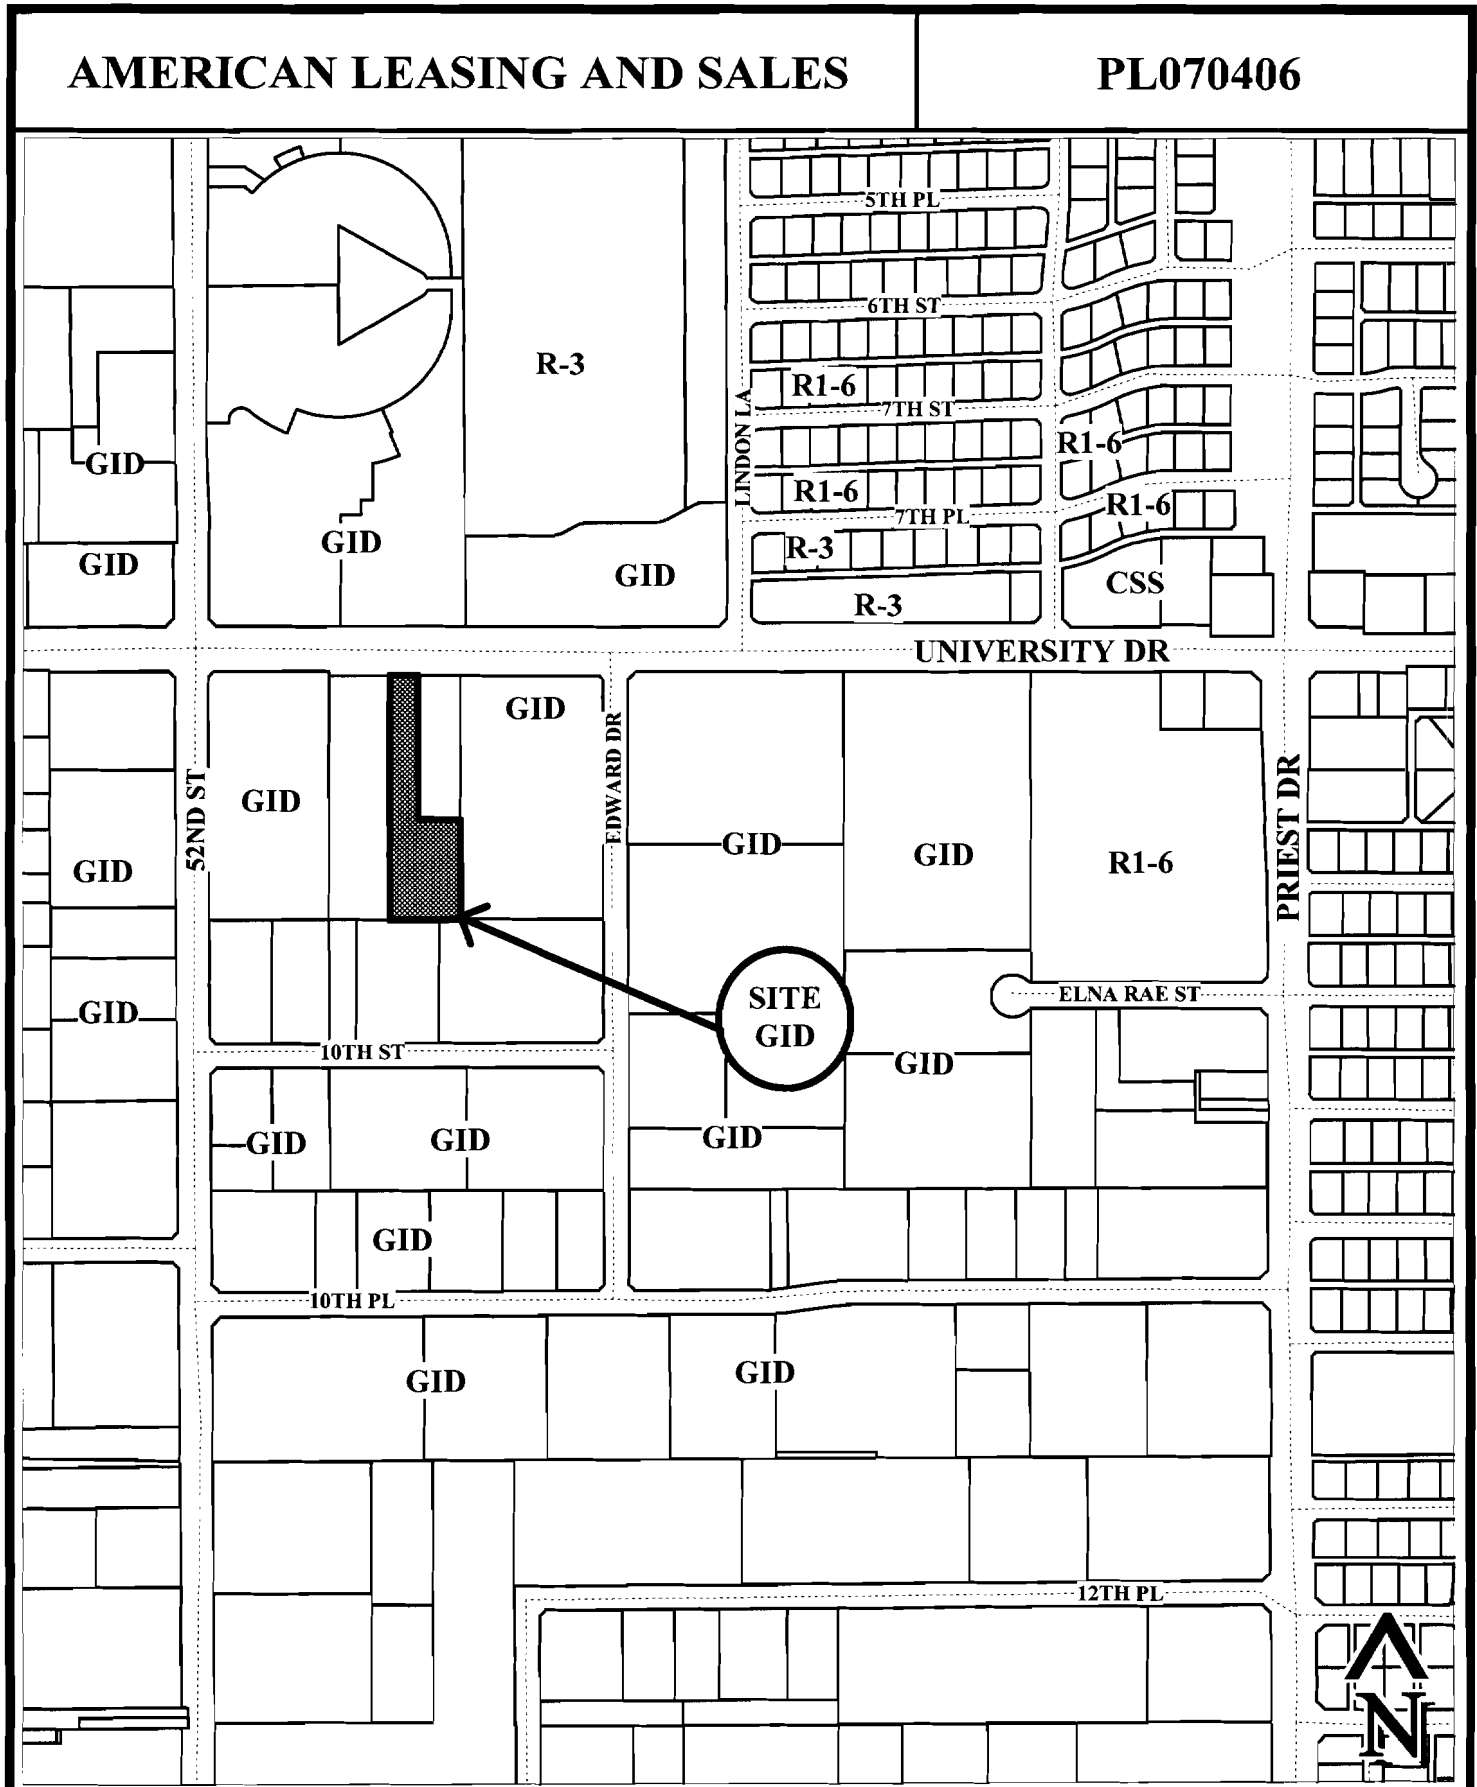 AMERICAN LEASING AND SALES
PL070406
5TH PL
6TH ST
R-3
R1-6
LINDON LA
7TH ST
R1-6
GID
R1-6
R1-6
7TH PL
GID
R-3
GID
GID
CSS
R-3
UNIVERSITY DR
GID
EDWARD DR
52ND ST
GID
PRIEST DR
GID
GID
R1-6
GID
SITE
GID
ELNA RAE ST
GID
10TH ST
GID
GID
GID
GID
GID
10TH PL
GID
GID
12TH PL
N